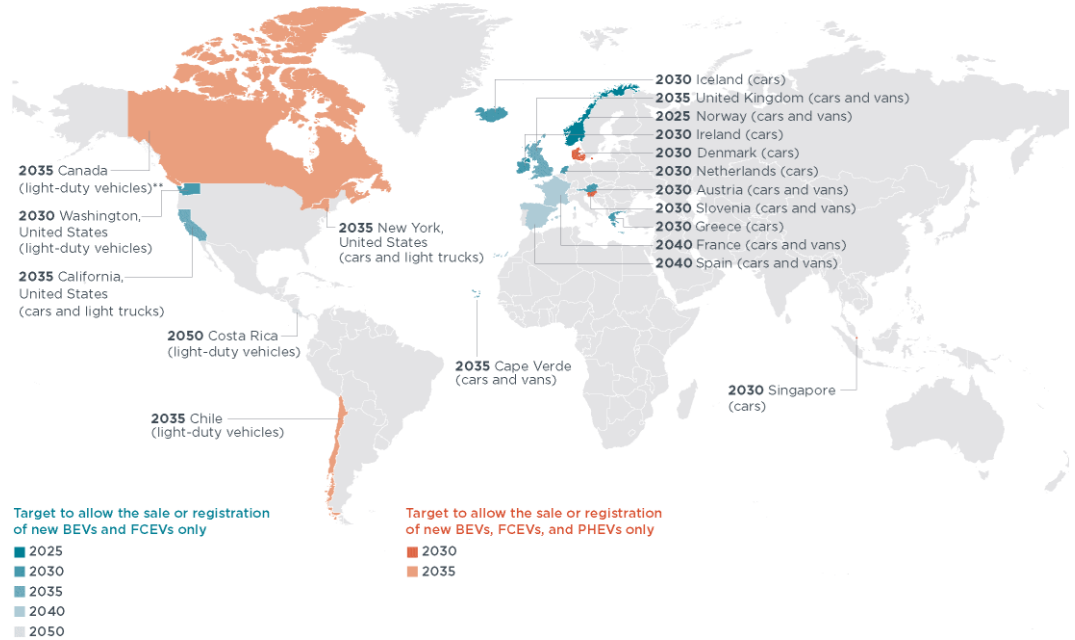 2030 Iceland (cars)
2035 United Kingdom (cars and vans)
2025 Norway (cars and vans)
2030 Ireland (cars)
2030 Denmark (cars)
2030 Netherlands (cars)
2030 Austria (cars and vans)
2030 Slovenia (cars and vans)
2030 Greece (cars)
2040 France (cars and vans)
2040 Spain (cars and vans)
2035 Canada
(light-duty vehicles)**
2030 Washington,
United States
(light-duty vehicles)
2035 California,
United States
(cars and light trucks)
2035 New York,
United States
(cars and light trucks)
2050 Costa Rica
(light-duty vehicles)
2035 Cape Verde
(cars and vans)
2030 Singapore
(cars)
2035 Chile
(light-duty vehicles)
Target to allow the sale or registration
of new BEVs and FCEVs only
2025
2030
2035
2040
2050
Target to allow the sale or registration
of new BEVs, FCEVs, and PHEVs only
2030
2035